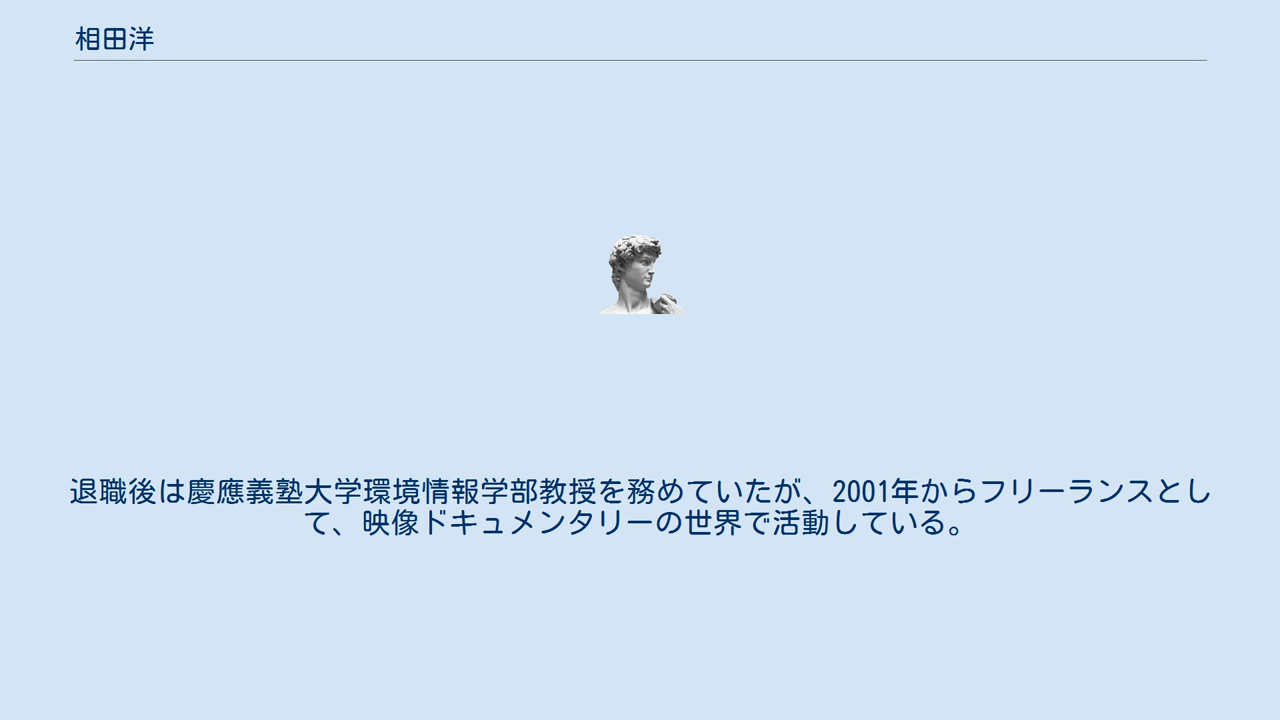 相田洋
退職後は慶應義塾大学環境情報学部教授を務めていたが、2001年からフリーランスとし
て、映像ドキュメンタリーの世界で活動している。